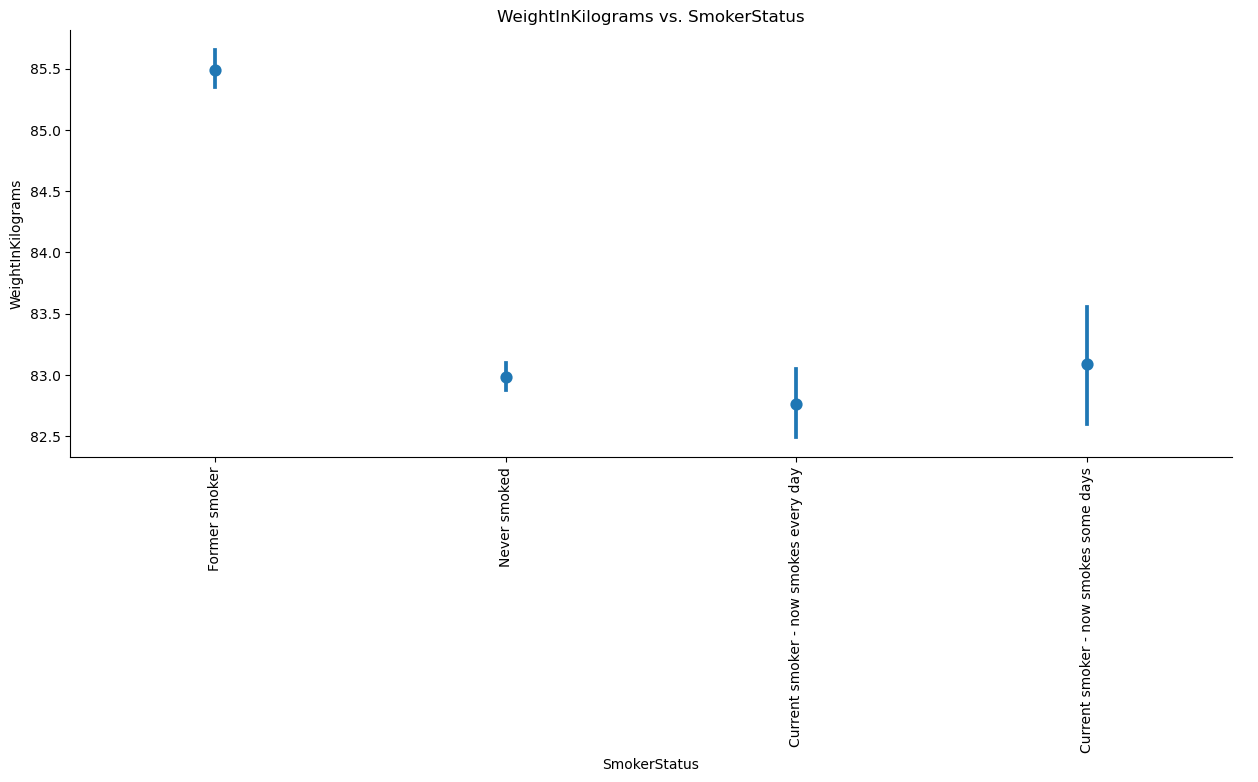 WeightInKilograms vs. SmokerStatus
WeightInKilograms
85.5
85.0
84.5
84.0
83.5
83.0
82.5
Former smoker
Never smoked
Current smoker - now smokes every day
Current smoker - now smokes some days
SmokerStatus